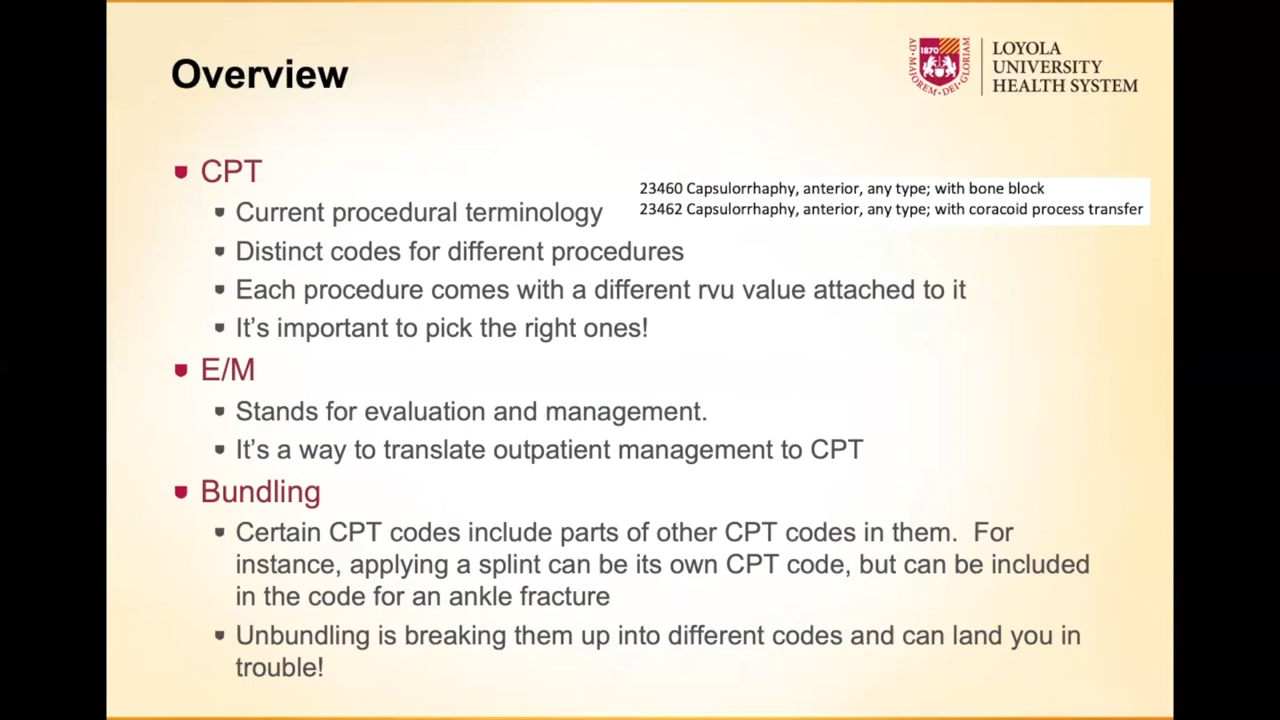 Overview
1870
AD•MAJOREM•DEI•GLORIAM
LOYOLA
UNIVERSITY
HEALTH SYSTEM
CPT
23460 Capsulorrhaphy, anterior, any type; with bone block
23462 Capsulorrhaphy, anterior, any type; with coracoid process transfer
Current procedural terminology
Distinct codes for different procedures
Each procedure comes with a different rvu value attached to it
It’s important to pick the right ones!
E/M
Stands for evaluation and management.
It’s a way to translate outpatient management to CPT
Bundling
Certain CPT codes include parts of other CPT codes in them.  For
instance, applying a splint can be its own CPT code, but can be included
in the code for an ankle fracture
Unbundling is breaking them up into different codes and can land you in
trouble!